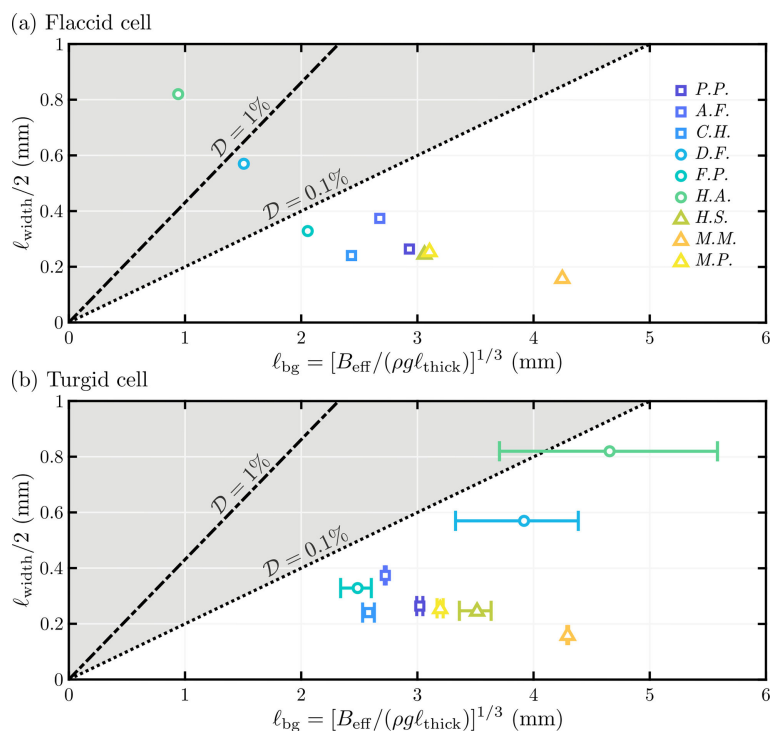 (a) Flaccid cell
1
0.8
0.6
0.4
0.2
0
ℓwidth/2 (mm)
𝒟 = 1%
𝒟 = 0.1%
P.P.
A.F.
C.H.
D.F.
F.P.
H.A.
H.S.
M.M.
M.P.
0 1 2 3 4 5 6
ℓbg = [Beff/(ρgℓthick)]^1/3 (mm)
(b) Turgid cell
1
0.8
0.6
0.4
0.2
0
ℓwidth/2 (mm)
𝒟 = 1%
𝒟 = 0.1%
0 1 2 3 4 5 6
ℓbg = [Beff/(ρgℓthick)]^1/3 (mm)